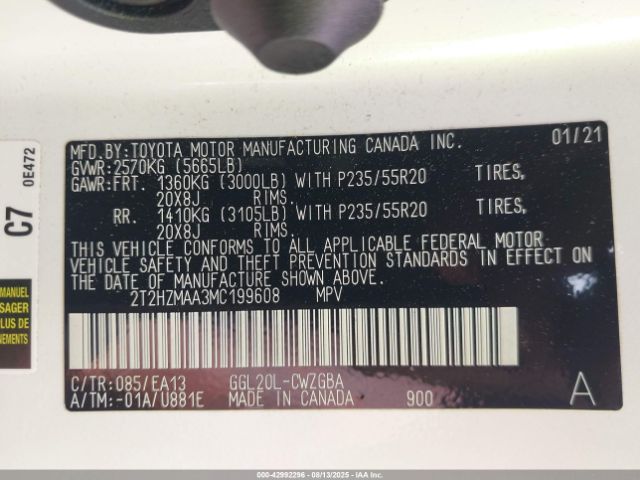 MFD.BY:TOYOTA MOTOR MANUFACTURING CANADA INC. 01/21
GVWR:2570KG (5665LB)
GAWR:FRT. 1360KG (3000LB) WITH P235/55R20 TIRES,
20X8J RIMS.
RR. 1410KG (3105LB) WITH P235/55R20 TIRES,
20X8J RIMS.
THIS VEHICLE CONFORMS TO ALL APPLICABLE FEDERAL MOTOR
VEHICLE SAFETY AND THEFT PREVENTION STANDARDS IN EFFECT ON
THE DATE OF MANUFACTURE SHOWN ABOVE.
2T2HZMAA3MC199608 MPV
C/TR:085/EA13 GGL20L-CWZGBA
A/TM:-01A/U881E MADE IN CANADA 900 A
C7 0E472
MANUEL
SAGER
LUS DE
NEMENTS
000-42992296 - 08/13/2025 - IAA Corp.